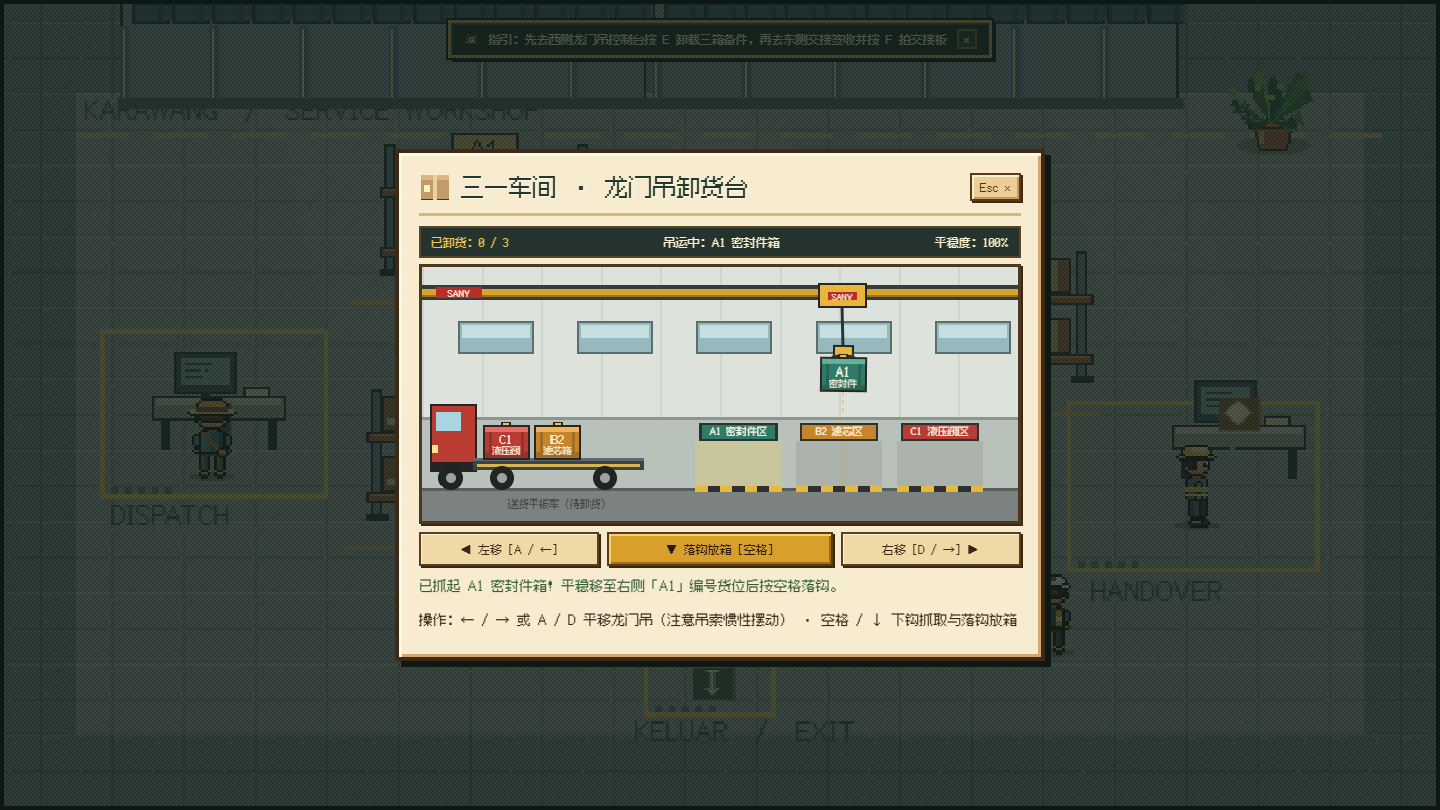 指引: 先去西侧龙门吊控制台按 E 卸载三箱备件，再去东侧交接签收并按 F 拍交接板 ×
KARAWANG / SERVICE WORKSHOP
A1
三一车间 · 龙门吊卸货台
Esc ×
已卸货: 0 / 3
吊运中: A1 密封件箱
平稳度: 100%
SANY
SANY
A1
密封件
C1
液压阀
B2
滤芯箱
A1 密封件区
B2 滤芯区
C1 液压阀区
送货平板车 (待卸货)
◀ 左移 [A / ←]
▼ 落钩放箱 [空格]
右移 [D / →] ▶
已抓起 A1 密封件箱! 平稳移至右侧「A1」编号货位后按空格落钩。
操作: ← / → 或 A / D 平移龙门吊 (注意吊索惯性摆动) · 空格 / ↓ 下钩抓取与落钩放箱
DISPATCH
HANDOVER
KELUAR / EXIT